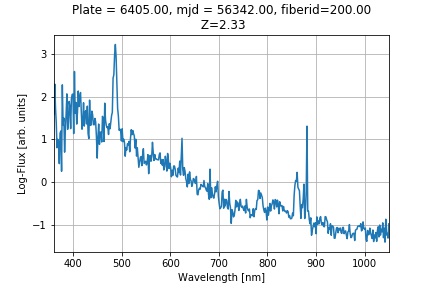 Plate = 6405.00, mjd = 56342.00, fiberid=200.00
Z=2.33
Log-Flux [arb. units]
3
2
1
0
−1
400 500 600 700 800 900 1000
Wavelength [nm]